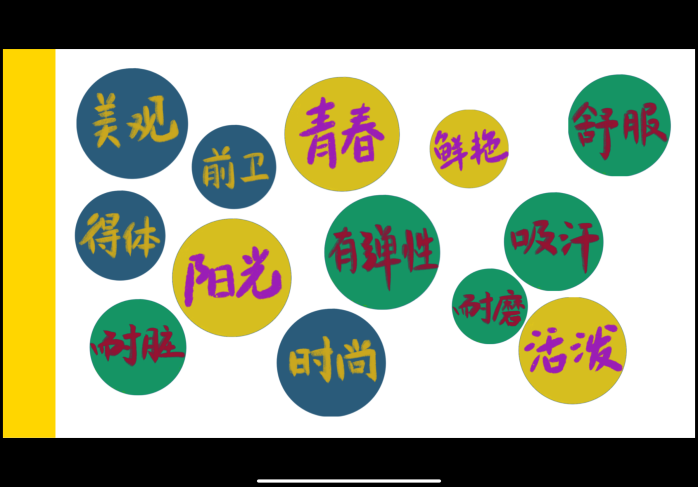 美观
前卫
青春
鲜艳
舒服
得体
阳光
有弹性
吸汗
耐脏
时尚
耐磨
活泼